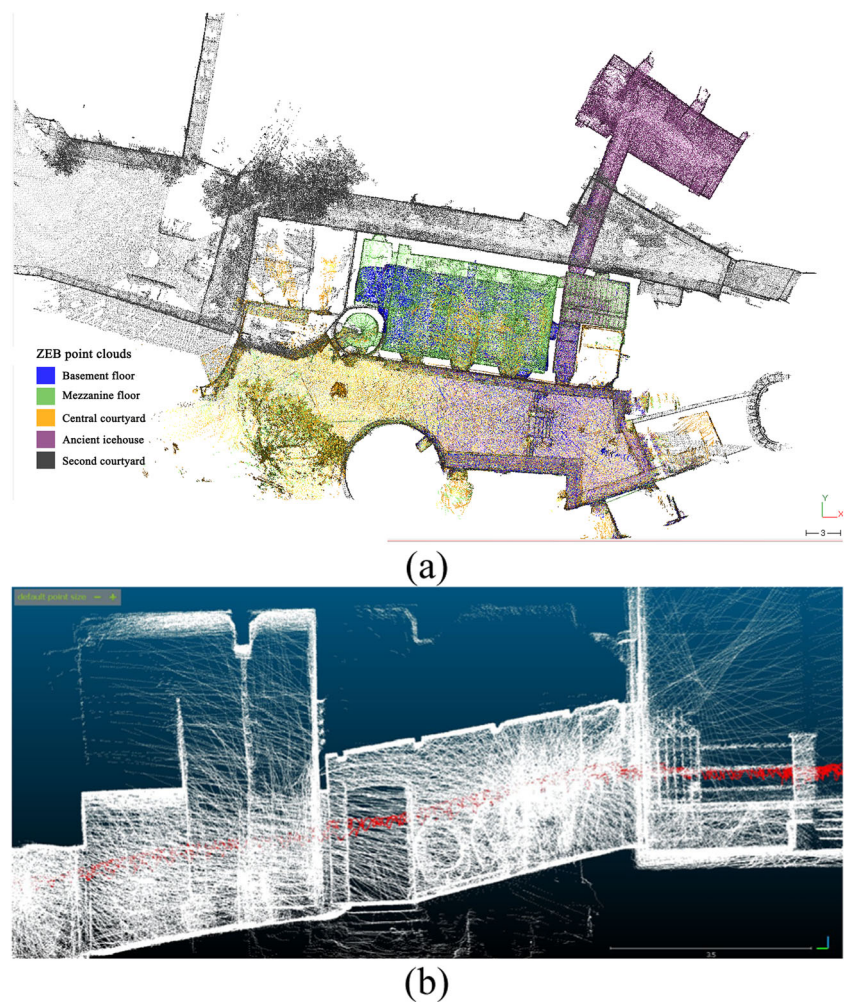 ZEB point clouds
Basement floor
Mezzanine floor
Central courtyard
Ancient icehouse
Second courtyard
Y
X
3
(a)
default point size − +
3.5
(b)